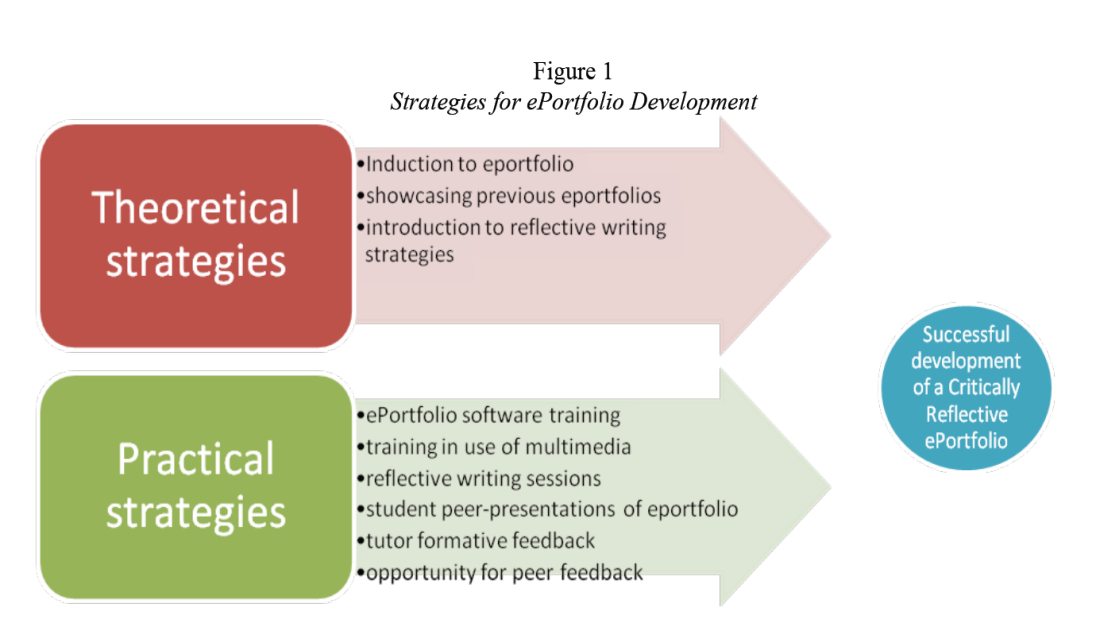 Figure 1
Strategies for ePortfolio Development
Theoretical
strategies
•Induction to eportfolio
•showcasing previous eportfolios
•introduction to reflective writing
strategies
Practical
strategies
•ePortfolio software training
•training in use of multimedia
•reflective writing sessions
•student peer-presentations of eportfolio
•tutor formative feedback
•opportunity for peer feedback
Successful
development
of a Critically
Reflective
ePortfolio